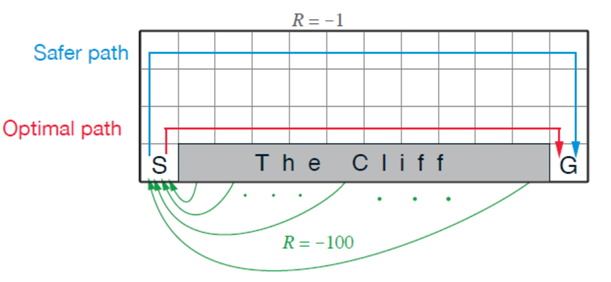 R = -1
Safer path
Optimal path
S
The Cliff
G
R = -100